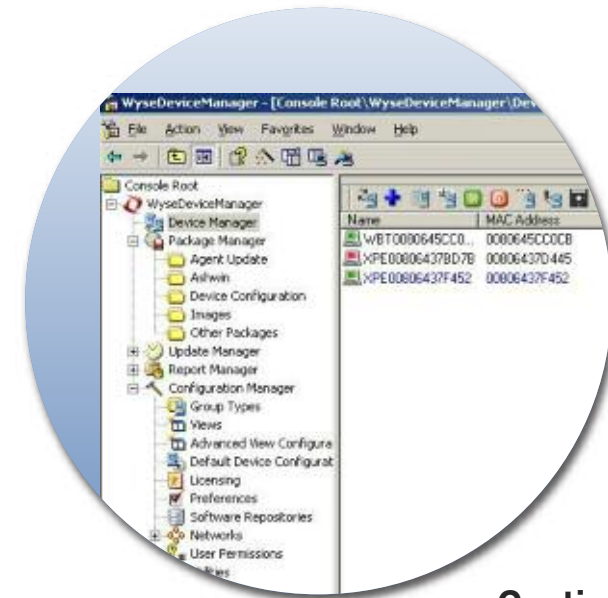 WyseDeviceManager - [Console Root\WyseDeviceManager\Dev
File Action View Favorites Window Help
Console Root
WyseDeviceManager
Device Manager
Package Manager
Agent Update
Ashwin
Device Configuration
Images
Other Packages
Update Manager
Report Manager
Configuration Manager
Group Types
Views
Advanced View Configura
Default Device Configurat
Licensing
Preferences
Software Repositories
Networks
User Permissions
Name MAC Address
WBT0080645CC0... 0080645CC0CB
XPE00806437BD7B 00806437D445
XPE00806437F452 00806437F452